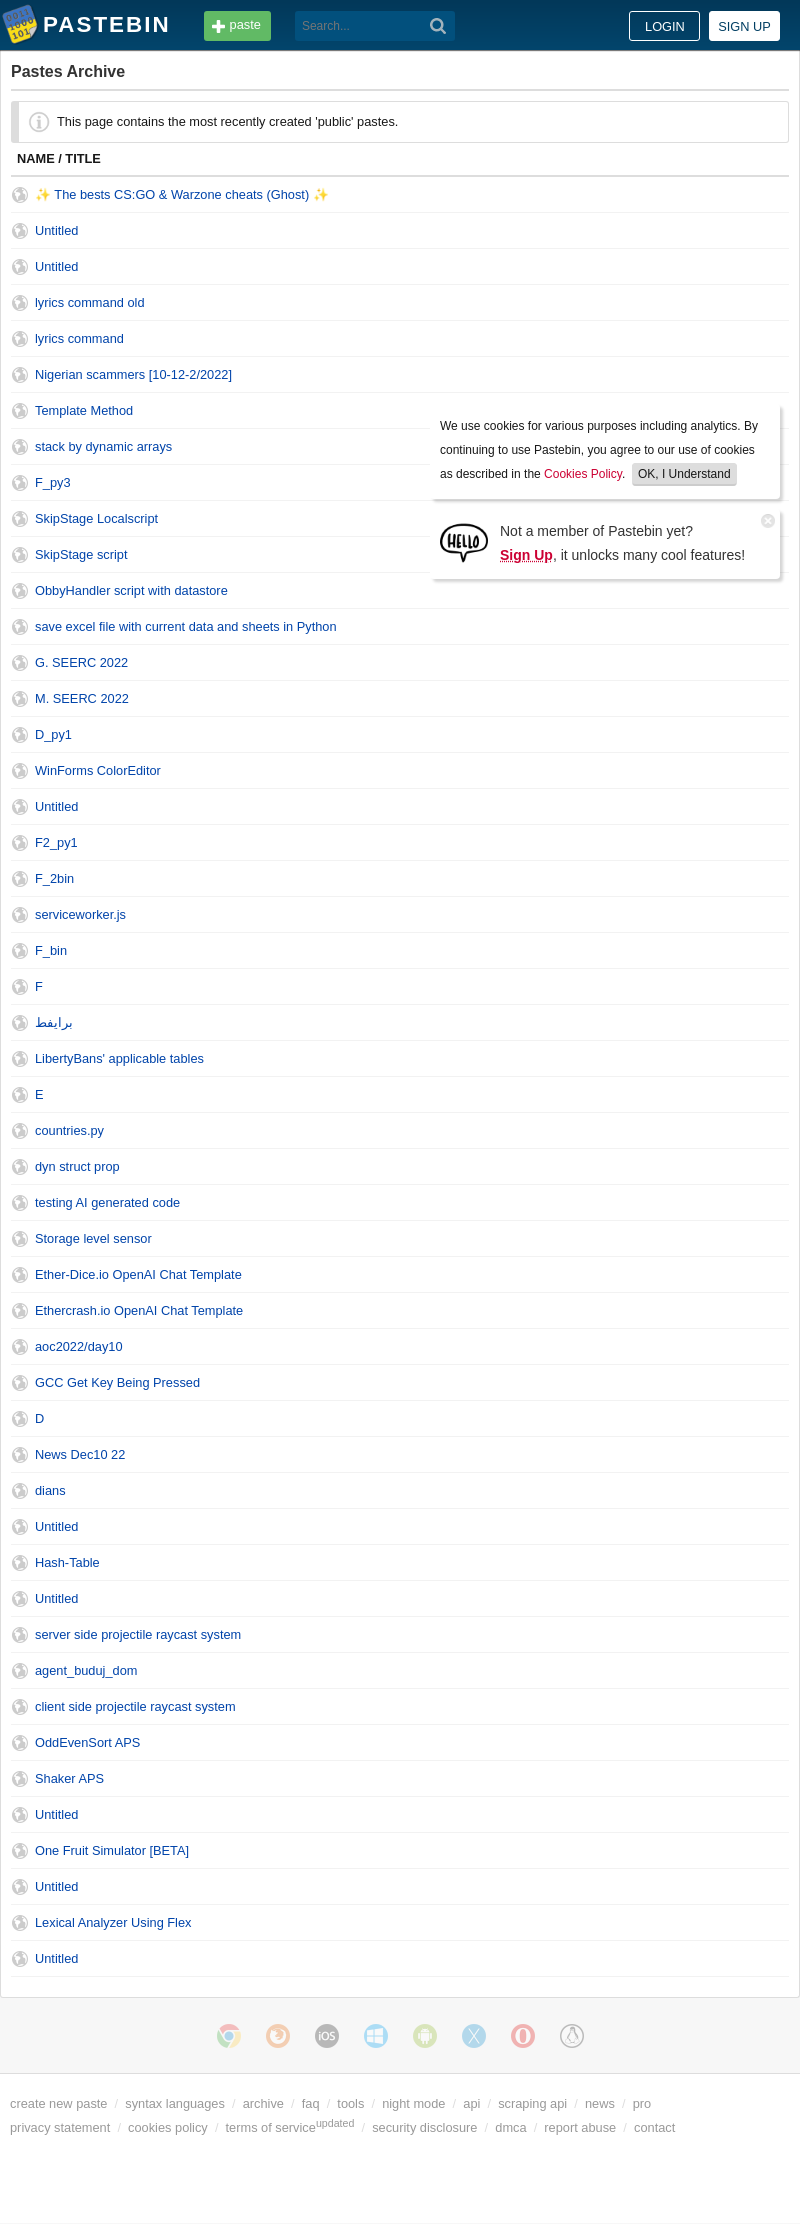 PASTEBIN
paste
Search...
LOGIN
SIGN UP
Pastes Archive
This page contains the most recently created 'public' pastes.
NAME / TITLE
✨ The bests CS:GO & Warzone cheats (Ghost) ✨
Untitled
Untitled
lyrics command old
lyrics command
Nigerian scammers [10-12-2/2022]
Template Method
stack by dynamic arrays
F_py3
SkipStage Localscript
SkipStage script
ObbyHandler script with datastore
save excel file with current data and sheets in Python
G. SEERC 2022
M. SEERC 2022
D_py1
WinForms ColorEditor
Untitled
F2_py1
F_2bin
serviceworker.js
F_bin
F
برايفط
LibertyBans' applicable tables
E
countries.py
dyn struct prop
testing AI generated code
Storage level sensor
Ether-Dice.io OpenAI Chat Template
Ethercrash.io OpenAI Chat Template
aoc2022/day10
GCC Get Key Being Pressed
D
News Dec10 22
dians
Untitled
Hash-Table
Untitled
server side projectile raycast system
agent_buduj_dom
client side projectile raycast system
OddEvenSort APS
Shaker APS
Untitled
One Fruit Simulator [BETA]
Untitled
Lexical Analyzer Using Flex
Untitled
We use cookies for various purposes including analytics. By
continuing to use Pastebin, you agree to our use of cookies
as described in the Cookies Policy. OK, I Understand
HELLO
Not a member of Pastebin yet?
Sign Up, it unlocks many cool features!
iOS
create new paste / syntax languages / archive / faq / tools / night mode / api / scraping api / news / pro
privacy statement / cookies policy / terms of service updated / security disclosure / dmca / report abuse / contact